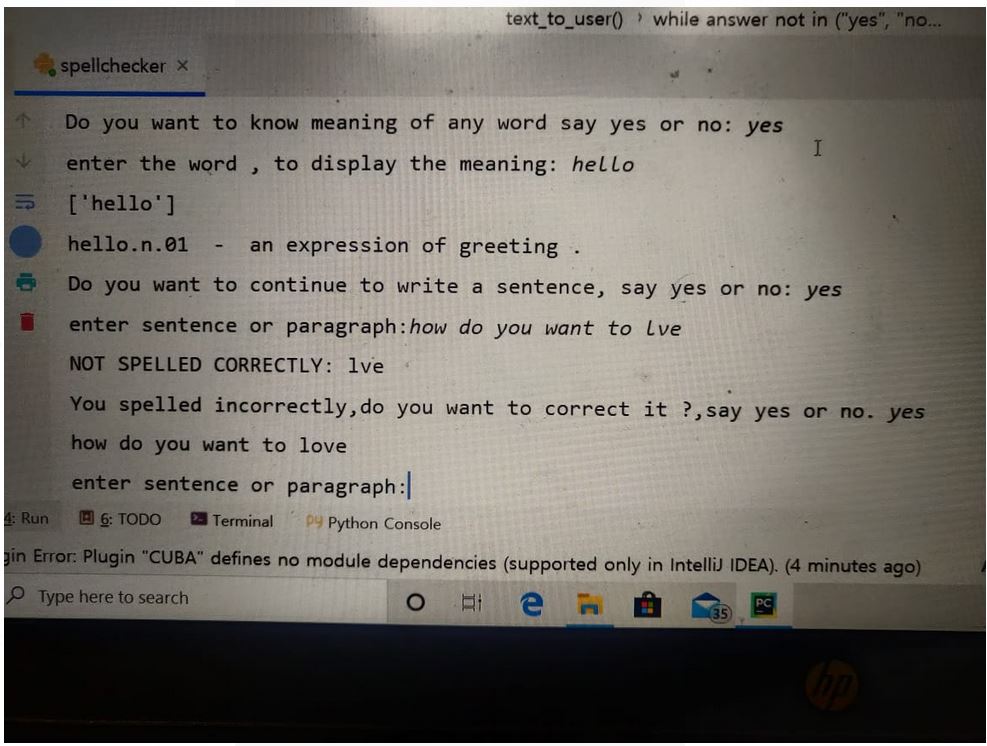 text_to_user() › while answer not in ("yes", "no...
spellchecker ×
Do you want to know meaning of any word say yes or no: yes
enter the word , to display the meaning: hello
['hello']
hello.n.01 - an expression of greeting .
Do you want to continue to write a sentence, say yes or no: yes
enter sentence or paragraph:how do you want to lve
NOT SPELLED CORRECTLY: lve
You spelled incorrectly,do you want to correct it ?,say yes or no. yes
how do you want to love
enter sentence or paragraph:
4: Run 6: TODO Terminal Python Console
gin Error: Plugin "CUBA" defines no module dependencies (supported only in IntelliJ IDEA). (4 minutes ago)
Type here to search 35 PC
hp